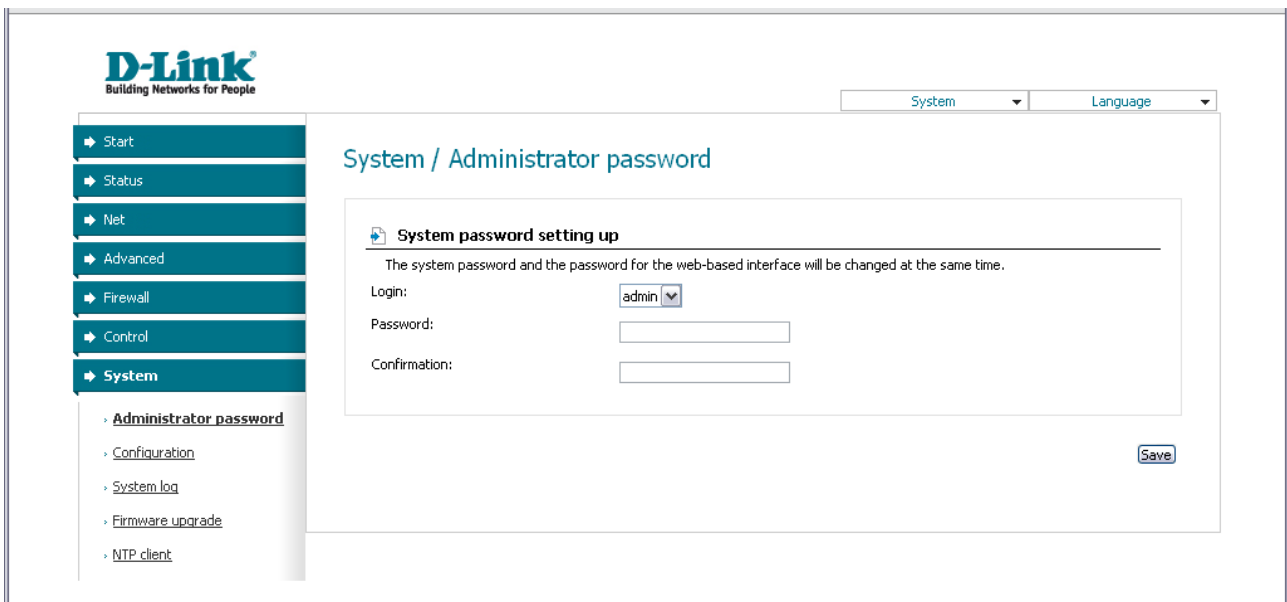 D-Link
Building Networks for People
System
Language
Start
Status
Net
Advanced
Firewall
Control
System
Administrator password
Configuration
System log
Firmware upgrade
NTP client
System / Administrator password
System password setting up
The system password and the password for the web-based interface will be changed at the same time.
Login:
admin
Password:
Confirmation:
Save